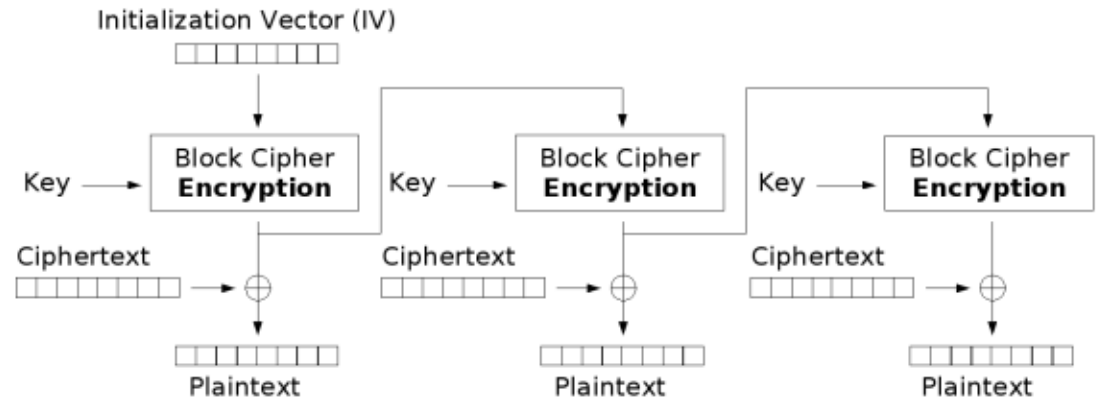 Initialization Vector (IV)
Block Cipher
Encryption
Key
Block Cipher
Encryption
Key
Block Cipher
Encryption
Key
Ciphertext
Ciphertext
Ciphertext
Plaintext
Plaintext
Plaintext